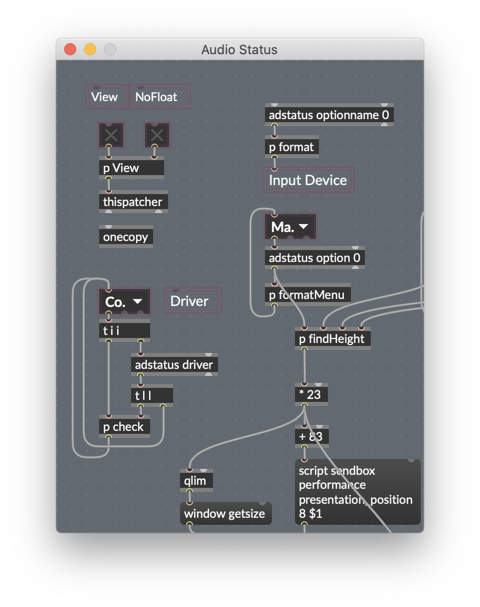 Audio Status
View NoFloat
p View
thispatcher
onecopy
adstatus optionname 0
p format
Input Device
Ma.
adstatus option 0
p formatMenu
Co. Driver
t i i
adstatus driver
t l l
p check
p findHeight
* 23
+ 83
qlim
window getsize
script sendbox
performance
presentation_position
8 $1